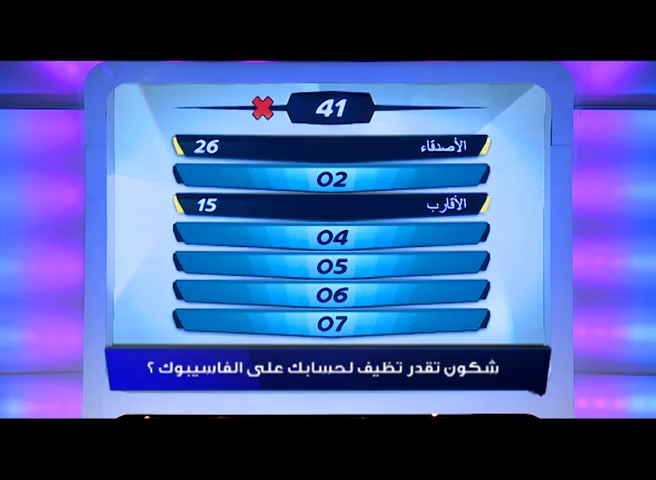 41
الأصدقاء 26
02
الأقارب 15
04
05
06
07
شكون تقدر تظيف لحسابك على الفاسيبوك ؟